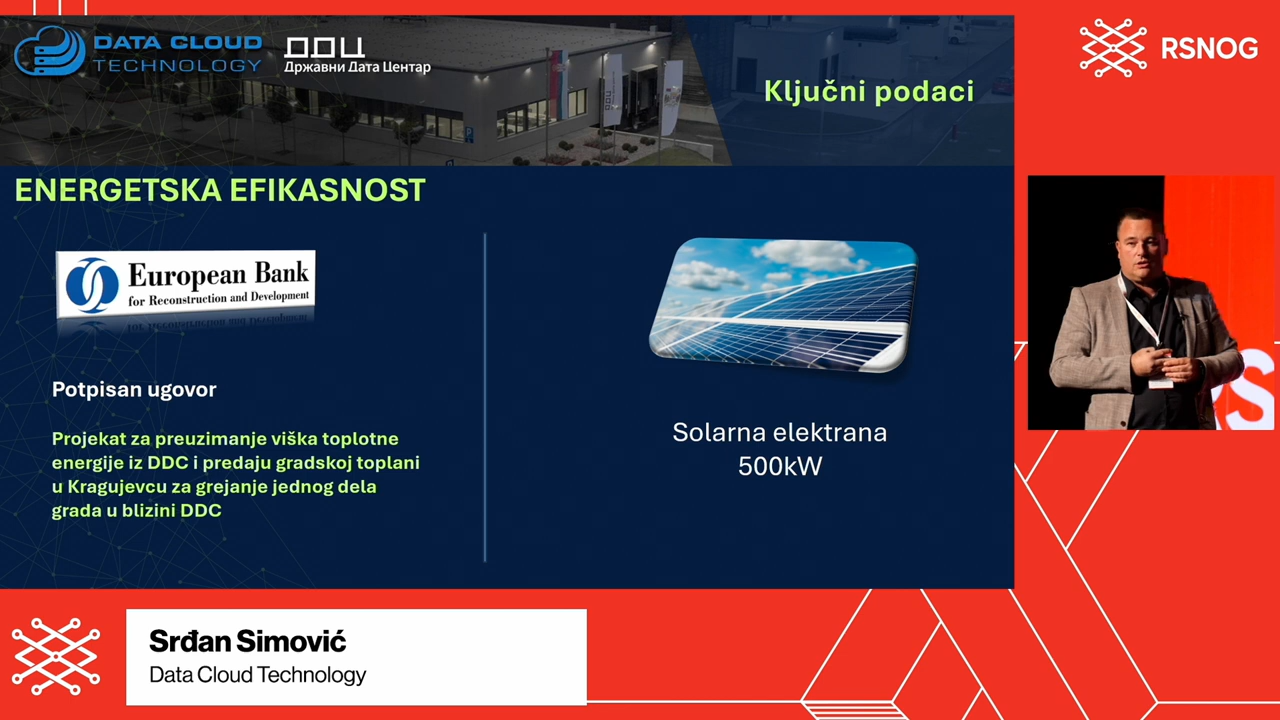 DATA CLOUD
TECHNOLOGY
ДДЦ
Државни Дата Центар
Ključni podaci
RSNOG
ENERGETSKA EFIKASNOST
European Bank
for Reconstruction and Development
Potpisan ugovor
Projekat za preuzimanje viška toplotne
energije iz DDC i predaju gradskoj toplani
u Kragujevcu za grejanje jednog dela
grada u blizini DDC
Solarna elektrana
500kW
RS
Srđan Simović
Data Cloud Technology